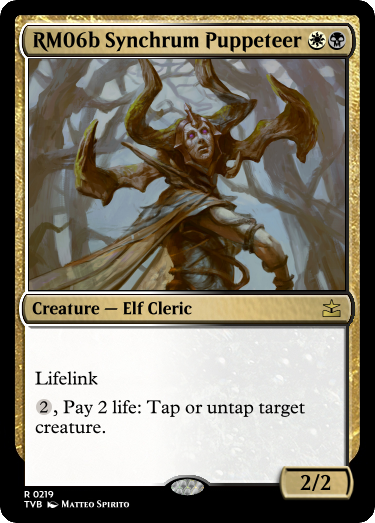 RM06b Synchrum Puppeteer
Creature — Elf Cleric
Lifelink
2, Pay 2 life: Tap or untap target
creature.
2/2
R 0219
TVB Matteo Spirito